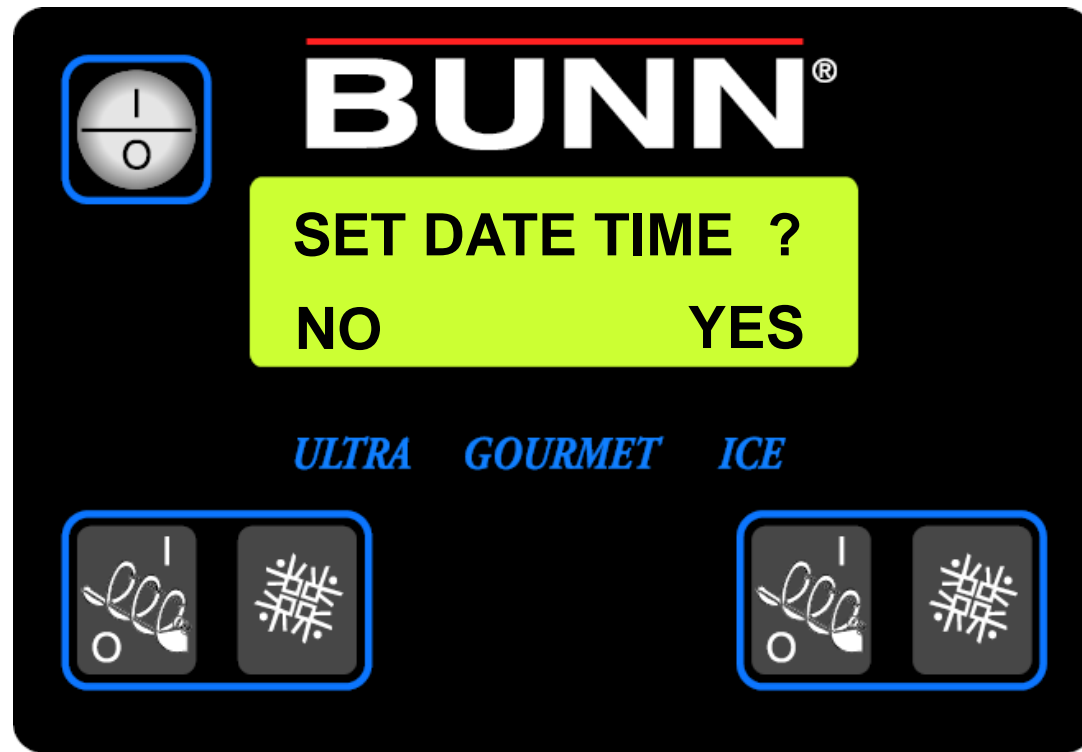 BUNN®
I
O
SET DATE TIME ?
NO YES
ULTRA GOURMET ICE
I
O
I
O